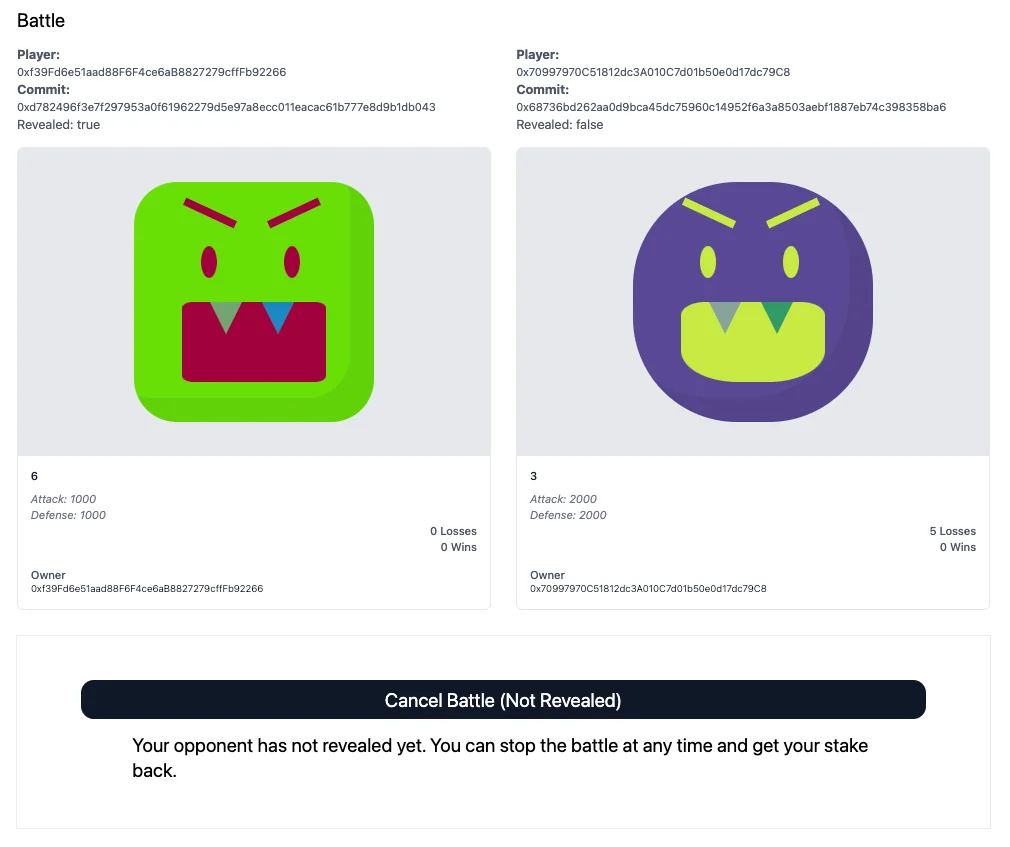 Battle
Player:
0xf39Fd6e51aad88F6F4ce6aB8827279cffFb92266
Commit:
0xd782496f3e7f297953a0f61962279d5e97a8ecc011eacac61b777e8d9b1db043
Revealed: true
Player:
0x70997970C51812dc3A010C7d01b50e0d17dc79C8
Commit:
0x68736bd262aa0d9bca45dc75960c14952f6a3a8503aebf1887eb74c398358ba6
Revealed: false
6
Attack: 1000
Defense: 1000
0 Losses
0 Wins
Owner
0xf39Fd6e51aad88F6F4ce6aB8827279cffFb92266
3
Attack: 2000
Defense: 2000
5 Losses
0 Wins
Owner
0x70997970C51812dc3A010C7d01b50e0d17dc79C8
Cancel Battle (Not Revealed)
Your opponent has not revealed yet. You can stop the battle at any time and get your stake
back.